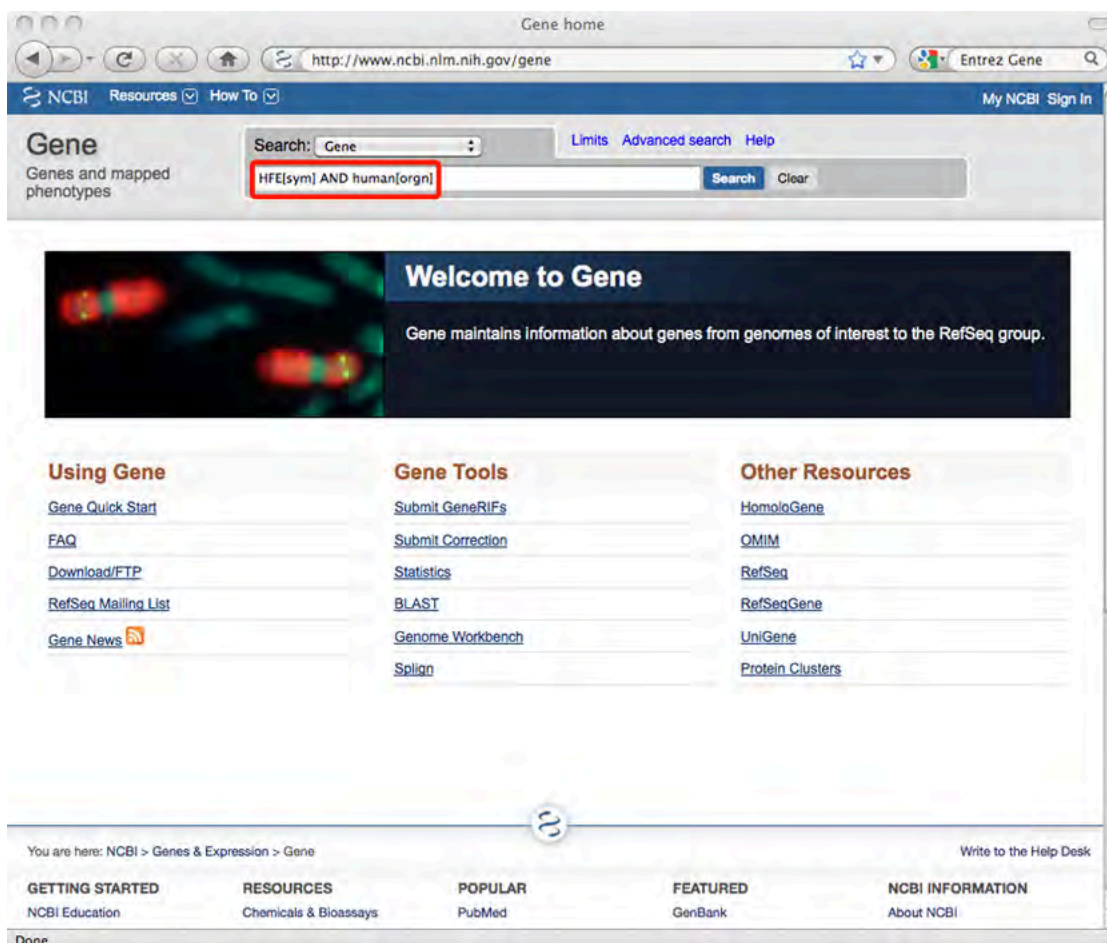 Gene home
http://www.ncbi.nlm.nih.gov/gene
Entrez Gene
NCBI Resources How To My NCBI Sign In
Gene
Genes and mapped
phenotypes
Search: Gene
Limits Advanced search Help
HFE[sym] AND human[orgn]
Search Clear
Welcome to Gene
Gene maintains information about genes from genomes of interest to the RefSeq group.
Using Gene
Gene Quick Start
FAQ
Download/FTP
RefSeq Mailing List
Gene News
Gene Tools
Submit GeneRIFs
Submit Correction
Statistics
BLAST
Genome Workbench
Splign
Other Resources
HomoloGene
OMIM
RefSeq
RefSeqGene
UniGene
Protein Clusters
You are here: NCBI > Genes & Expression > Gene
Write to the Help Desk
GETTING STARTED
NCBI Education
RESOURCES
Chemicals & Bioassays
POPULAR
PubMed
FEATURED
GenBank
NCBI INFORMATION
About NCBI
Done